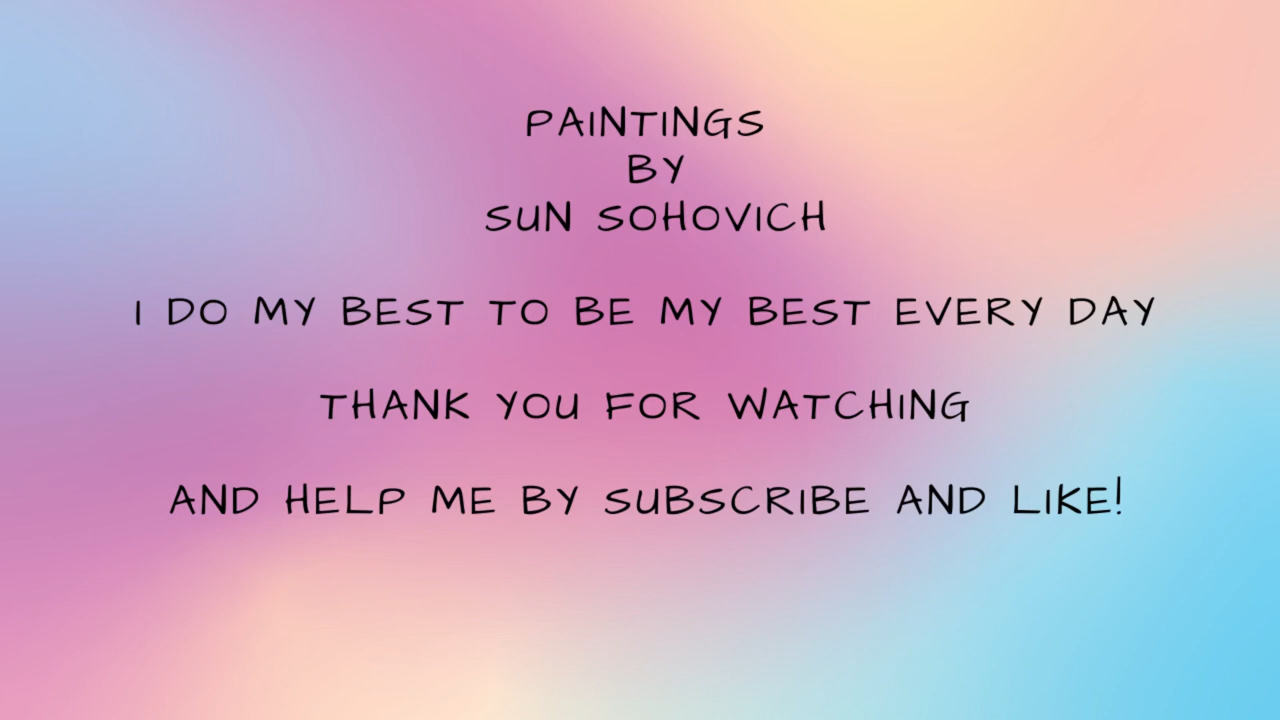 PAINTINGS
BY
SUN SOHOVICH
I DO MY BEST TO BE MY BEST EVERY DAY
THANK YOU FOR WATCHING
AND HELP ME BY SUBSCRIBE AND LIKE!